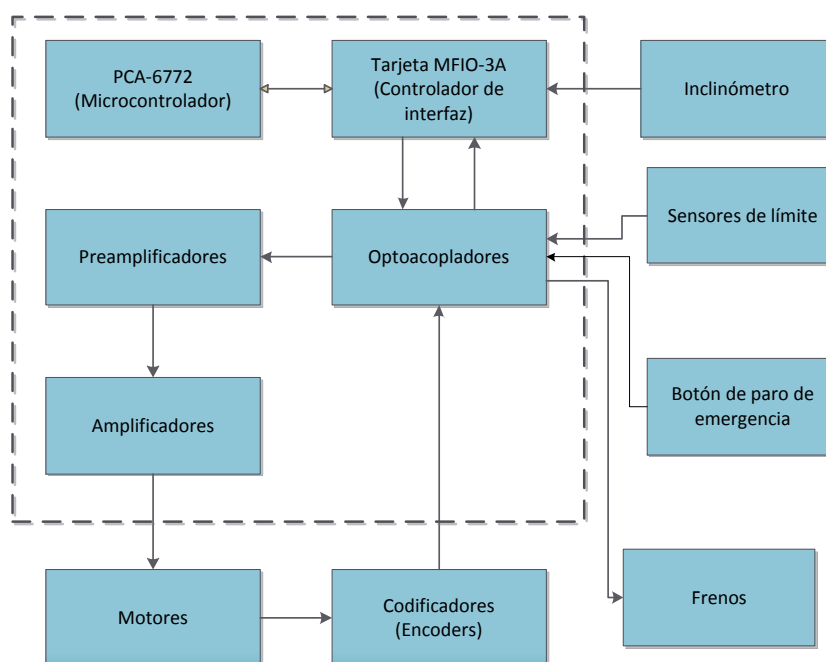 PCA-6772
(Microcontrolador)
Tarjeta MFIO-3A
(Controlador de
interfaz)
Inclinómetro
Sensores de límite
Preamplificadores
Optoacopladores
Botón de paro de
emergencia
Amplificadores
Motores
Codificadores
(Encoders)
Frenos